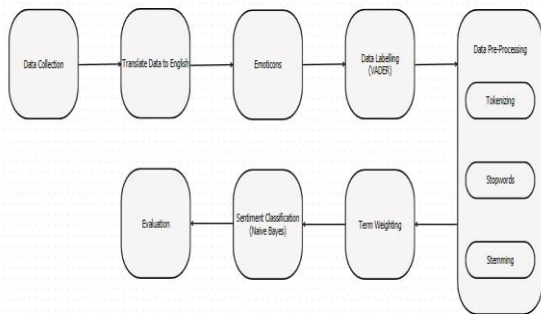 Data Collection
Translate Data to English
Emoticons
Data Labelling
(VADER)
Data Pre-Processing
Tokenizing
Stopwords
Stemming
Term Weighting
Sentiment Classification
(Naive Bayes)
Evaluation